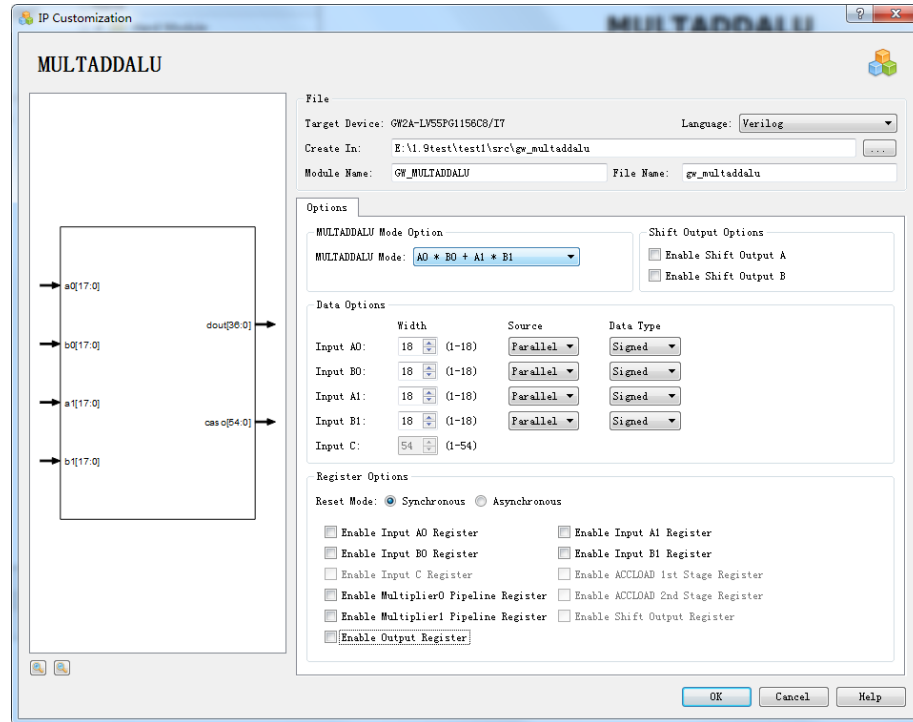 IP Customization
MULTADDALU
MULTADDALU
File
Target Device: GW2A-LV55PG1156C8/I7 Language: Verilog
Create In: E:\1.9test\test1\src\gw_multaddalu ...
Module Name: GW_MULTADDALU File Name: gw_multaddalu
Options
MULTADDALU Mode Option Shift Output Options
MULTADDALU Mode: A0 * B0 + A1 * B1 Enable Shift Output A
Enable Shift Output B
Data Options
Width Source Data Type
Input A0: 18 (1-18) Parallel Signed
Input B0: 18 (1-18) Parallel Signed
Input A1: 18 (1-18) Parallel Signed
Input B1: 18 (1-18) Parallel Signed
Input C: 54 (1-54)
Register Options
Reset Mode: Synchronous Asynchronous
Enable Input A0 Register Enable Input A1 Register
Enable Input B0 Register Enable Input B1 Register
Enable Input C Register Enable ACCLOAD 1st Stage Register
Enable Multiplier0 Pipeline Register Enable ACCLOAD 2nd Stage Register
Enable Multiplier1 Pipeline Register Enable Shift Output Register
Enable Output Register
a0[17:0]
dout[36:0]
b0[17:0]
a1[17:0]
caso[54:0]
b1[17:0]
OK Cancel Help